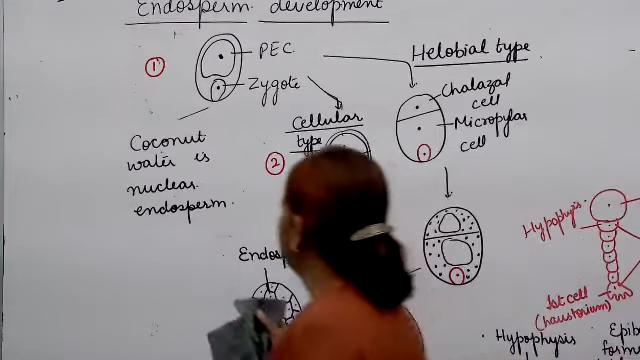 Endosperm development
1
PEC
Zygote
Helobial type
Chalazal
cell
Micropylar
cell
Cellular
type
2
Coconut
water is
nuclear
endosperm.
Hypophysis
1st cell
(haustorium)
Hypophysis